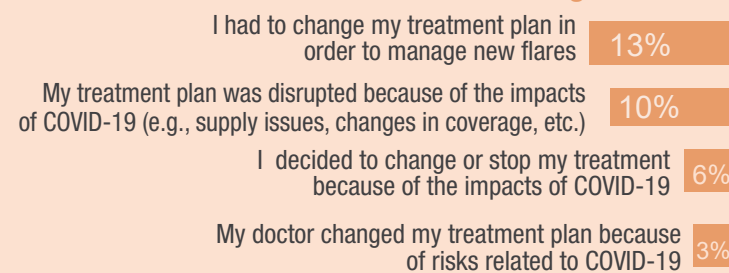 I had to change my treatment plan in
order to manage new flares
13%
My treatment plan was disrupted because of the impacts
of COVID-19 (e.g., supply issues, changes in coverage, etc.)
10%
I decided to change or stop my treatment
because of the impacts of COVID-19
6%
My doctor changed my treatment plan because
of risks related to COVID-19
3%